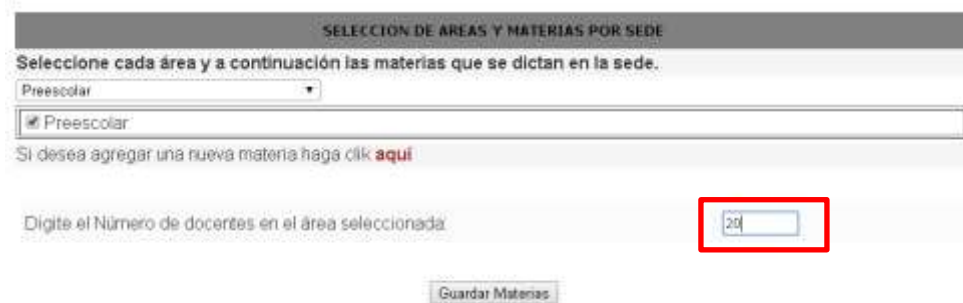 SELECCION DE AREAS Y MATERIAS POR SEDE
Seleccione cada área y a continuación las materias que se dictan en la sede.
Preescolar
Preescolar
Si desea agregar una nueva materia haga clik aquí
Digite el Número de docentes en el área seleccionada:
20
Guardar Materias